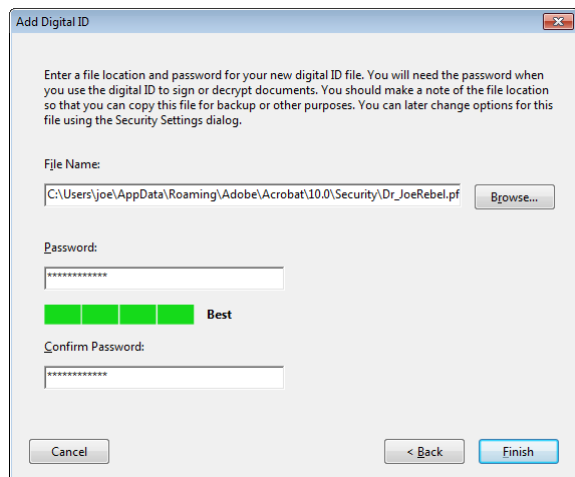 Add Digital ID
Enter a file location and password for your new digital ID file. You will need the password when
you use the digital ID to sign or decrypt documents. You should make a note of the file location
so that you can copy this file for backup or other purposes. You can later change options for this
file using the Security Settings dialog.
File Name:
C:\Users\joe\AppData\Roaming\Adobe\Acrobat\10.0\Security\Dr_JoeRebel.pf
Browse...
Password:
************
Best
Confirm Password:
************
Cancel
< Back
Finish